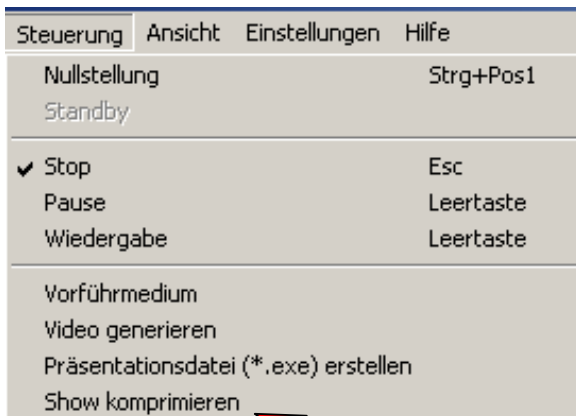 Steuerung Ansicht Einstellungen Hilfe
Nullstellung Strg+Pos1
Standby
Stop Esc
Pause Leertaste
Wiedergabe Leertaste
Vorführmedium
Video generieren
Präsentationsdatei (*.exe) erstellen
Show komprimieren